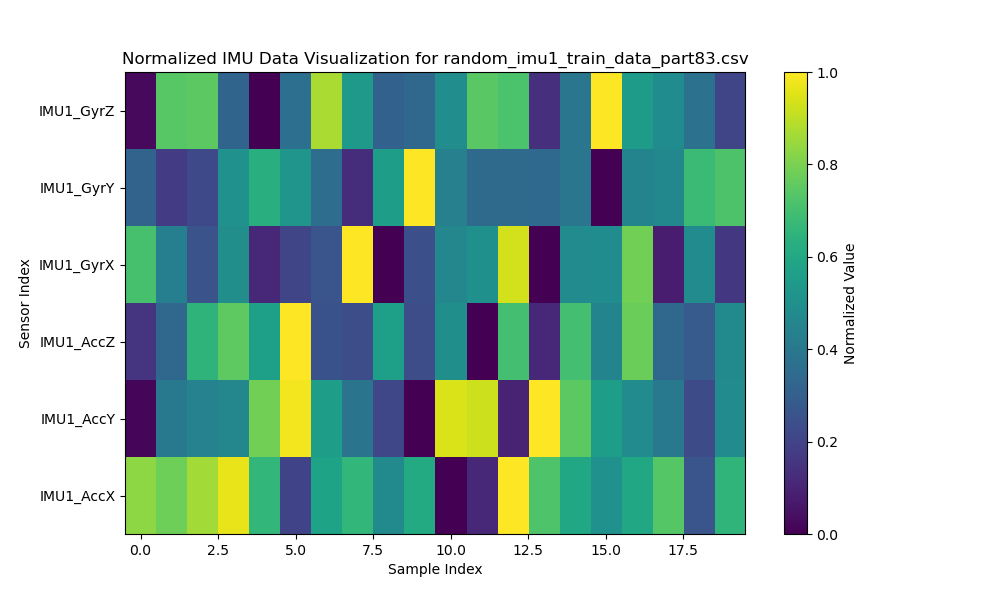 Normalized IMU Data Visualization for random_imu1_train_data_part83.csv
IMU1_GyrZ
IMU1_GyrY
IMU1_GyrX
IMU1_AccZ
IMU1_AccY
IMU1_AccX
Sensor Index
0.0 2.5 5.0 7.5 10.0 12.5 15.0 17.5
Sample Index
1.0
0.8
0.6
0.4
0.2
0.0
Normalized Value